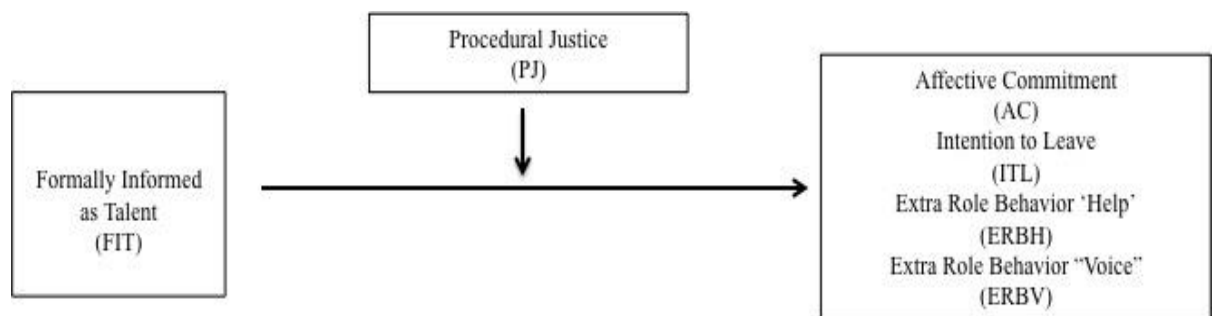 Procedural Justice
(PJ)
Formally Informed
as Talent
(FIT)
Affective Commitment
(AC)
Intention to Leave
(ITL)
Extra Role Behavior ‘Help’
(ERBH)
Extra Role Behavior “Voice”
(ERBV)